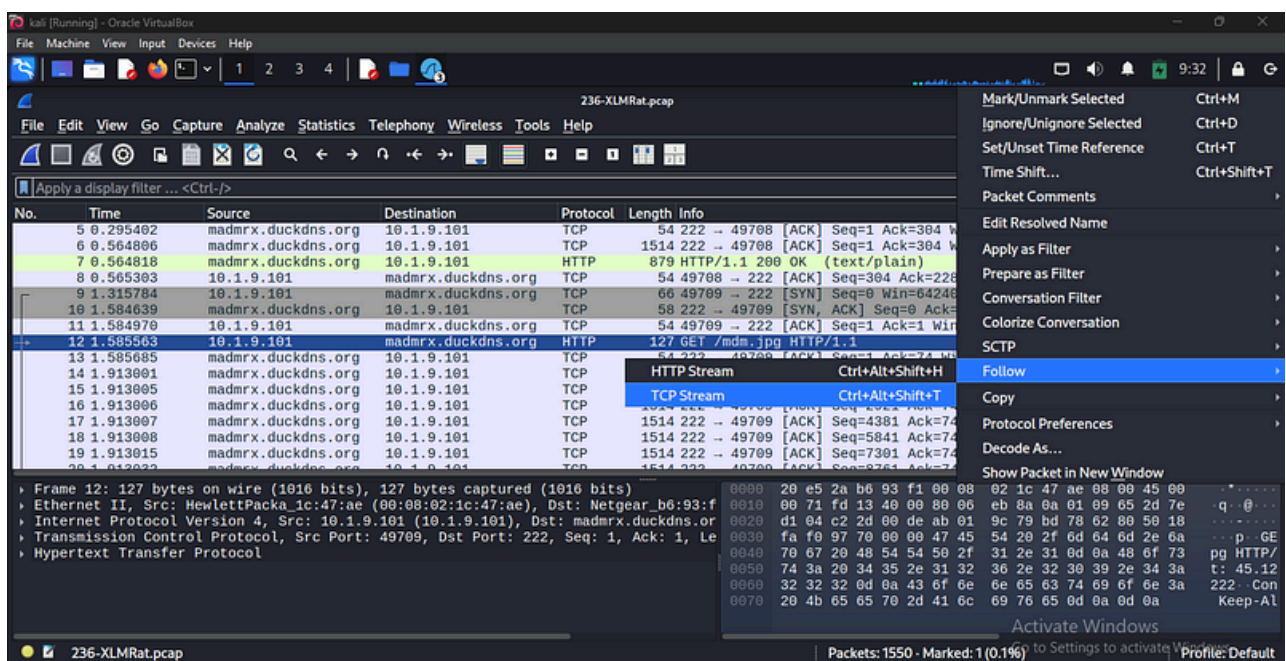 kali [Running] - Oracle VirtualBox
File Machine View Input Devices Help
1 2 3 4 9:32
236-XLMRat.pcap
File Edit View Go Capture Analyze Statistics Telephony Wireless Tools Help
Apply a display filter ... <Ctrl-/>
No. Time Source Destination Protocol Length Info
5 0.295402 madmrx.duckdns.org 10.1.9.101 TCP 54 222 → 49708 [ACK] Seq=1 Ack=304 W
6 0.564806 madmrx.duckdns.org 10.1.9.101 TCP 1514 222 → 49708 [ACK] Seq=1 Ack=304 W
7 0.564818 madmrx.duckdns.org 10.1.9.101 HTTP 879 HTTP/1.1 200 OK (text/plain)
8 0.565303 10.1.9.101 madmrx.duckdns.org TCP 54 49708 → 222 [ACK] Seq=304 Ack=228
9 1.315784 10.1.9.101 madmrx.duckdns.org TCP 66 49709 → 222 [SYN] Seq=0 Win=64240
10 1.584639 madmrx.duckdns.org 10.1.9.101 TCP 58 222 → 49709 [SYN, ACK] Seq=0 Ack=
11 1.584970 10.1.9.101 madmrx.duckdns.org TCP 54 49709 → 222 [ACK] Seq=1 Ack=1 Win
12 1.585563 10.1.9.101 madmrx.duckdns.org HTTP 127 GET /mdm.jpg HTTP/1.1
13 1.585685 madmrx.duckdns.org 10.1.9.101 TCP 54 222 49709 [ACK] Seq=1 Ack=74
14 1.913001 madmrx.duckdns.org 10.1.9.101 TCP
15 1.913005 madmrx.duckdns.org 10.1.9.101 TCP
16 1.913006 madmrx.duckdns.org 10.1.9.101 TCP
17 1.913007 madmrx.duckdns.org 10.1.9.101 TCP 1514 222 → 49709 [ACK] Seq=4381 Ack=74
18 1.913008 madmrx.duckdns.org 10.1.9.101 TCP 1514 222 → 49709 [ACK] Seq=5841 Ack=74
19 1.913015 madmrx.duckdns.org 10.1.9.101 TCP 1514 222 → 49709 [ACK] Seq=7301 Ack=74
Mark/Unmark Selected Ctrl+M
Ignore/Unignore Selected Ctrl+D
Set/Unset Time Reference Ctrl+T
Time Shift... Ctrl+Shift+T
Packet Comments
Edit Resolved Name
Apply as Filter
Prepare as Filter
Conversation Filter
Colorize Conversation
SCTP
Follow
Copy
Protocol Preferences
Decode As...
Show Packet in New Window
HTTP Stream Ctrl+Alt+Shift+H
TCP Stream Ctrl+Alt+Shift+T
Frame 12: 127 bytes on wire (1016 bits), 127 bytes captured (1016 bits)
Ethernet II, Src: HewlettPacka_1c:47:ae (00:08:02:1c:47:ae), Dst: Netgear_b6:93:f
Internet Protocol Version 4, Src: 10.1.9.101 (10.1.9.101), Dst: madmrx.duckdns.or
Transmission Control Protocol, Src Port: 49709, Dst Port: 222, Seq: 1, Ack: 1, Le
Hypertext Transfer Protocol
0000 20 e5 2a b6 93 f1 00 08 02 1c 47 ae 08 00 45 00
0010 00 71 fd 13 40 00 80 06 eb 8a 0a 01 09 65 2d 7e ·q··@···
0020 d1 04 c2 2d 00 de ab 01 9c 79 bd 78 62 80 50 18
0030 fa f0 97 70 00 00 47 45 54 20 2f 6d 64 6d 2e 6a ···p··GE
0040 70 67 20 48 54 54 50 2f 31 2e 31 0d 0a 48 6f 73 pg HTTP/
0050 74 3a 20 34 35 2e 31 32 36 2e 32 30 39 2e 34 3a t: 45.12
0060 32 32 32 0d 0a 43 6f 6e 6e 65 63 74 69 6f 6e 3a 222··Con
0070 20 4b 65 65 70 2d 41 6c 69 76 65 0d 0a 0d 0a Keep-Al
Activate Windows
Go to Settings to activate Windows.
236-XLMRat.pcap Packets: 1550 · Marked: 1 (0.1%) Profile: Default